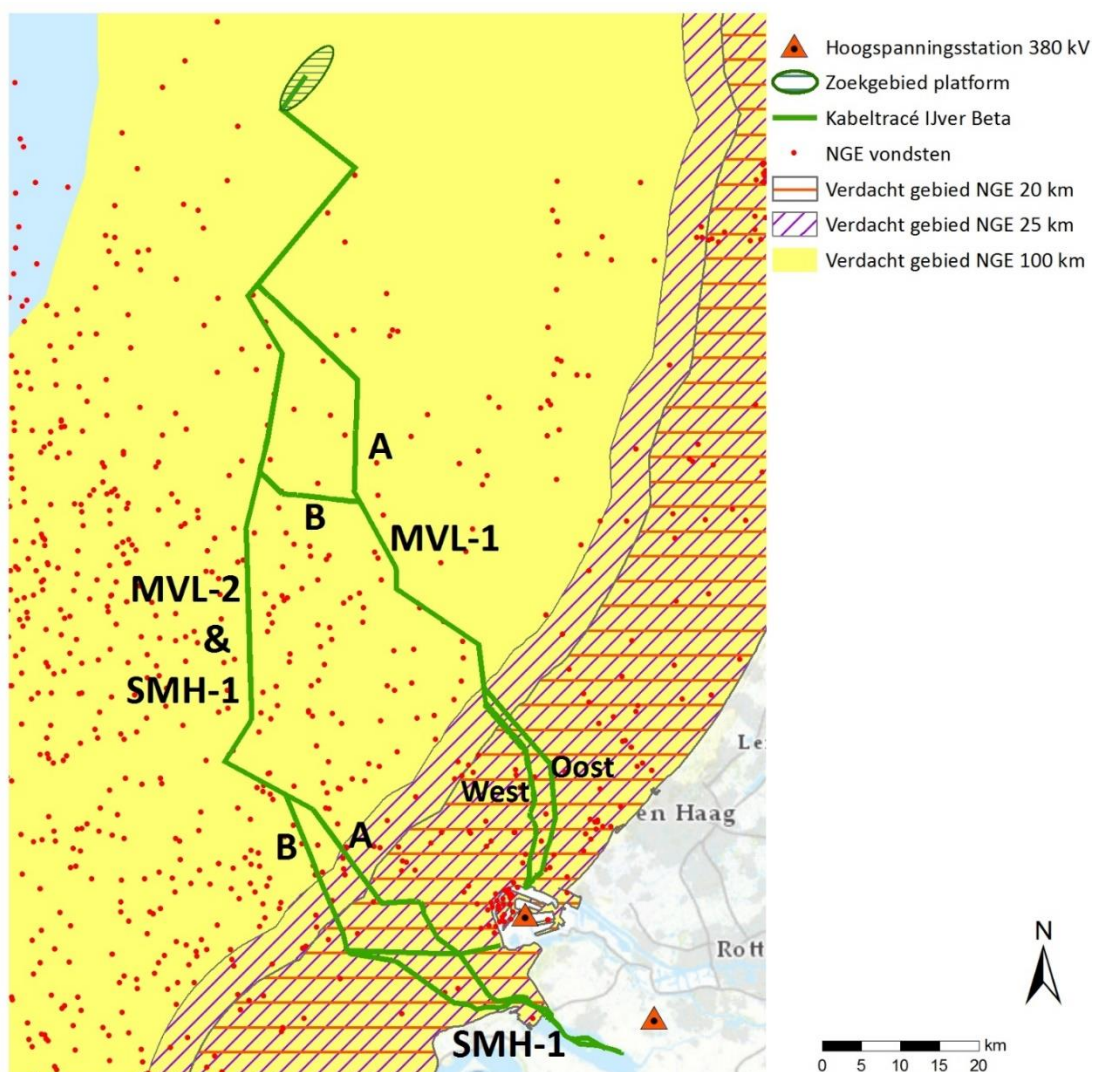 Hoogspanningsstation 380 kV
Zoekgebied platform
Kabeltracé IJver Beta
NGE vondsten
Verdacht gebied NGE 20 km
Verdacht gebied NGE 25 km
Verdacht gebied NGE 100 km
A
B
MVL-1
MVL-2
&
SMH-1
Oost
West
Le
en Haag
A
B
Rott
SMH-1
N
km
0 5 10 15 20